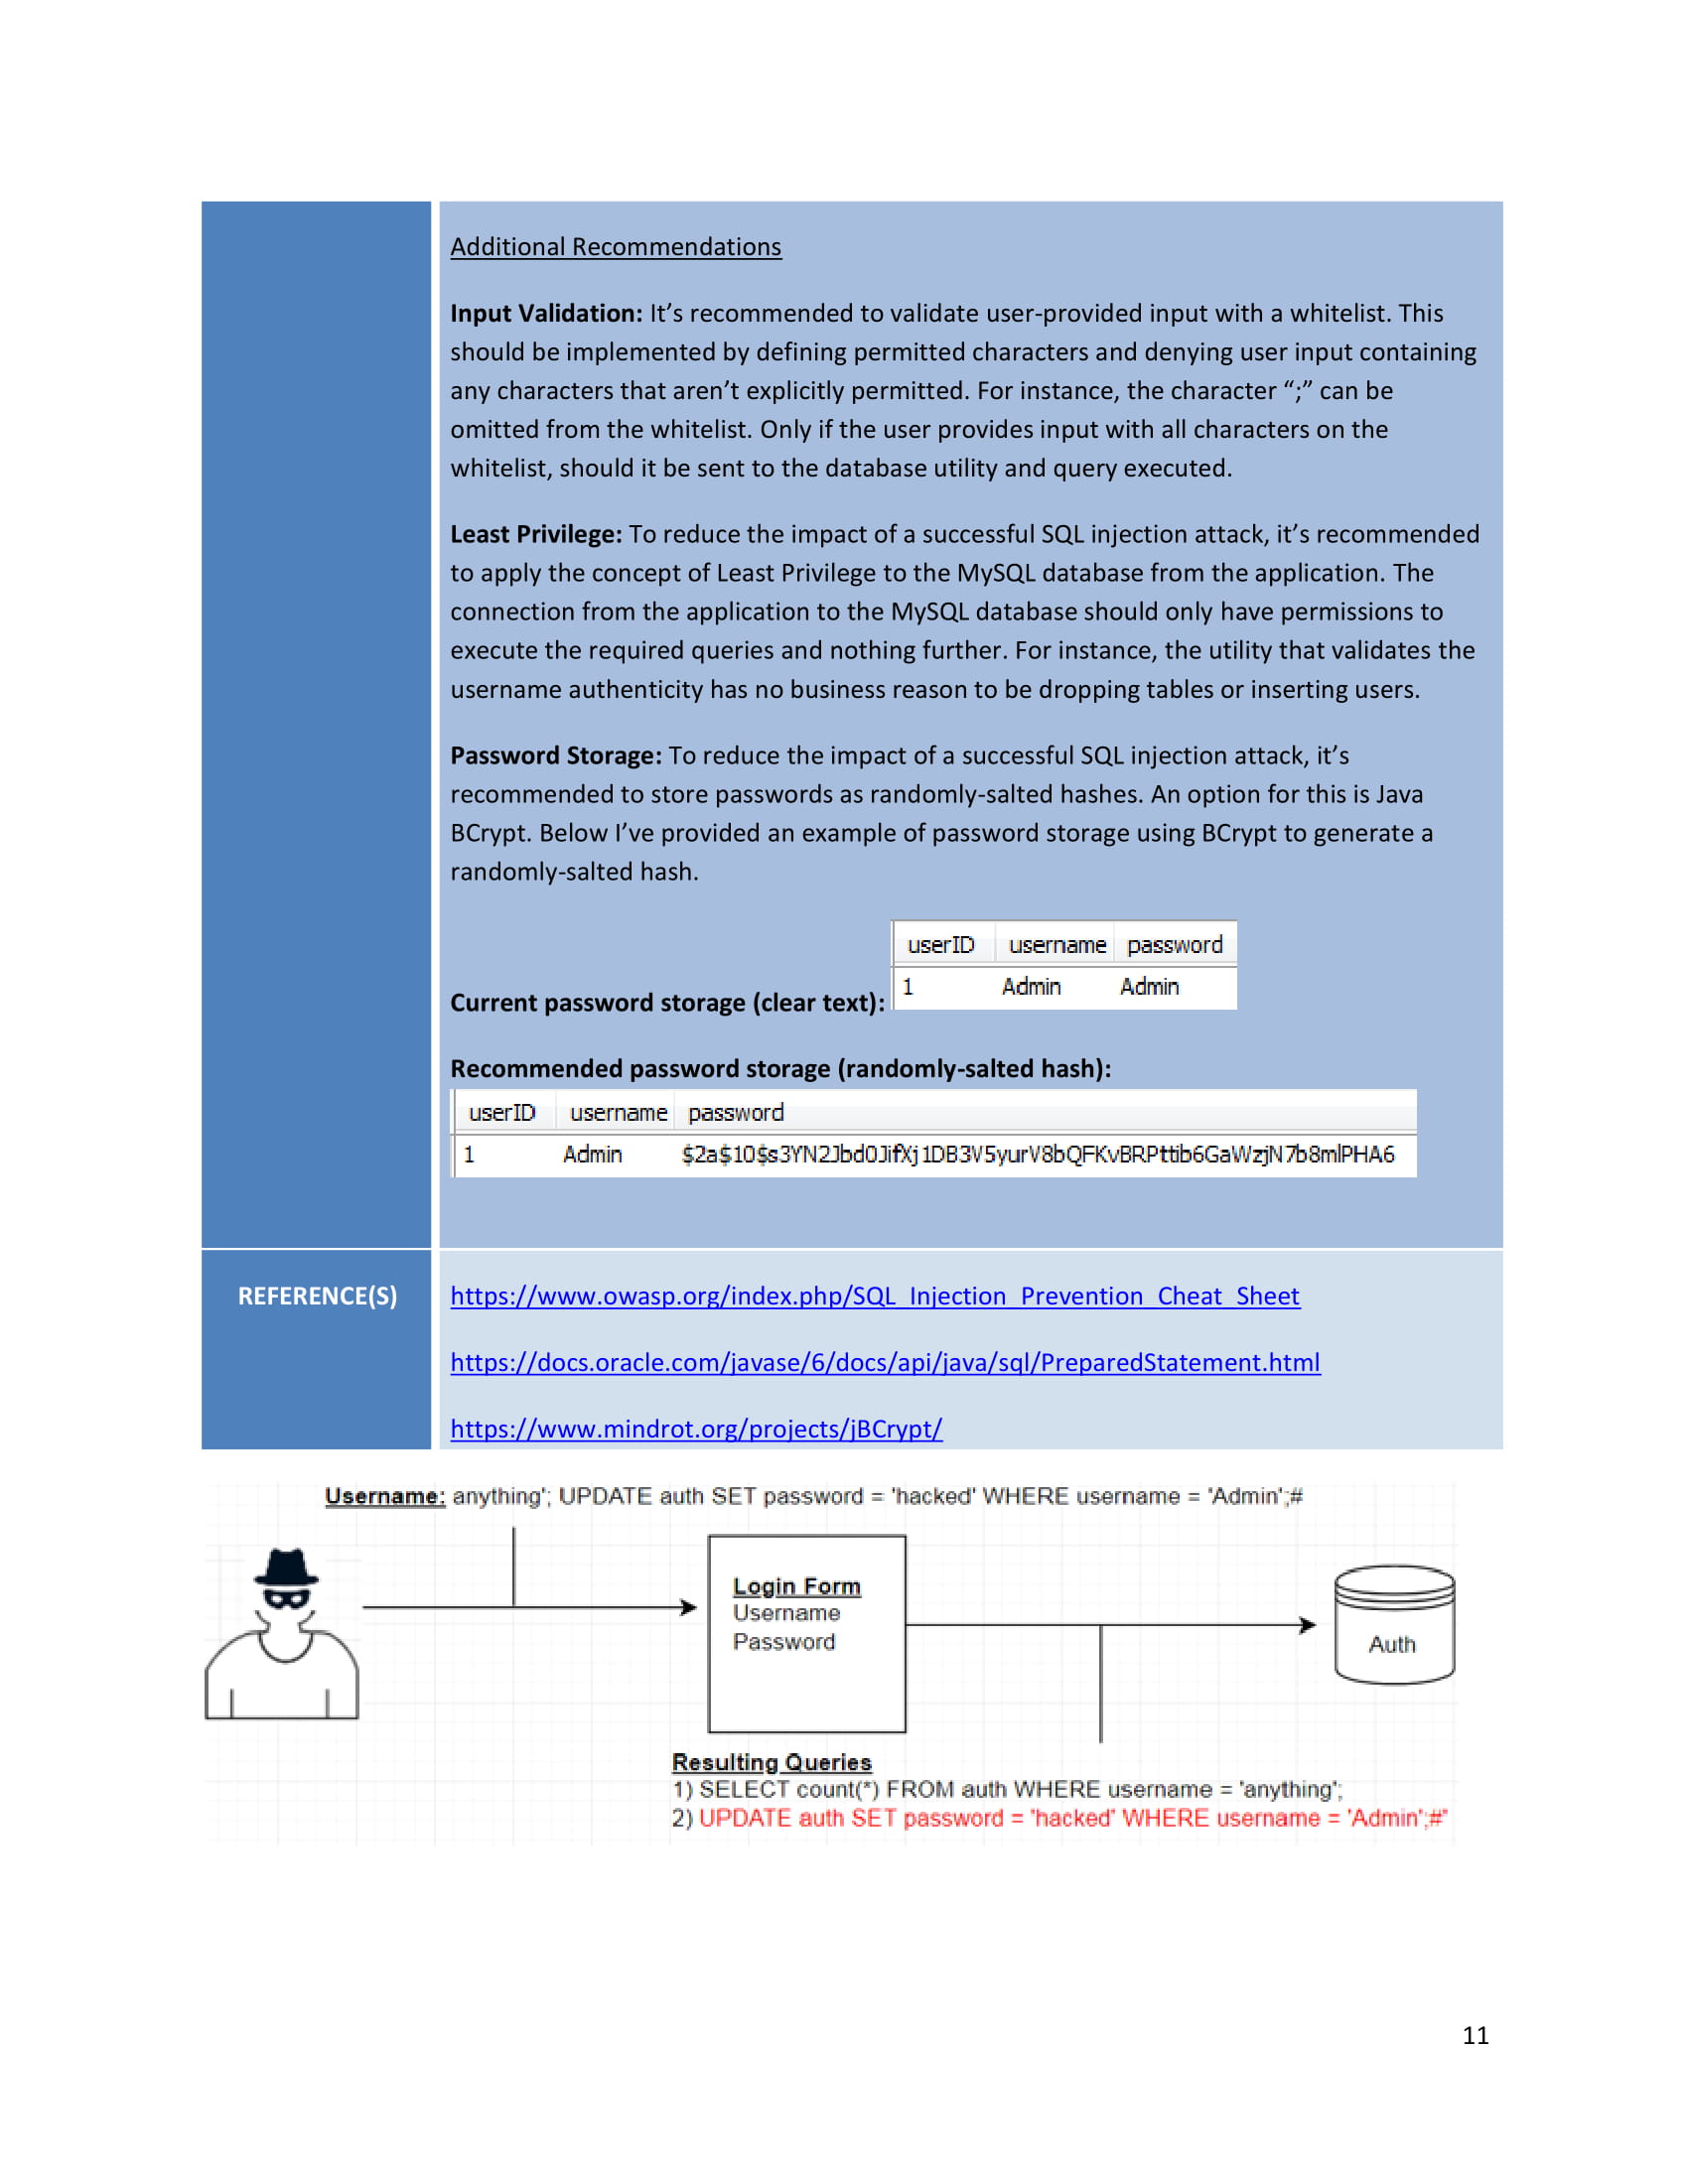 Additional Recommendations
Input Validation: It’s recommended to validate user-provided input with a whitelist. This
should be implemented by defining permitted characters and denying user input containing
any characters that aren’t explicitly permitted. For instance, the character “;” can be
omitted from the whitelist. Only if the user provides input with all characters on the
whitelist, should it be sent to the database utility and query executed.
Least Privilege: To reduce the impact of a successful SQL injection attack, it’s recommended
to apply the concept of Least Privilege to the MySQL database from the application. The
connection from the application to the MySQL database should only have permissions to
execute the required queries and nothing further. For instance, the utility that validates the
username authenticity has no business reason to be dropping tables or inserting users.
Password Storage: To reduce the impact of a successful SQL injection attack, it’s
recommended to store passwords as randomly-salted hashes. An option for this is Java
BCrypt. Below I’ve provided an example of password storage using BCrypt to generate a
randomly-salted hash.
userID username password
1 Admin Admin
Current password storage (clear text):
Recommended password storage (randomly-salted hash):
userID username password
1 Admin $2a$10$s3YN2Jbd0JifXj1DB3V5yurV8bQFKvBRPttib6GaWzjN7b8mlPHA6
REFERENCE(S)
https://www.owasp.org/index.php/SQL_Injection_Prevention_Cheat_Sheet
https://docs.oracle.com/javase/6/docs/api/java/sql/PreparedStatement.html
https://www.mindrot.org/projects/jBCrypt/
Username: anything'; UPDATE auth SET password = 'hacked' WHERE username = 'Admin';#
Login Form
Username
Password
Auth
Resulting Queries
1) SELECT count(*) FROM auth WHERE username = 'anything';
2) UPDATE auth SET password = 'hacked' WHERE username = 'Admin';#'
11